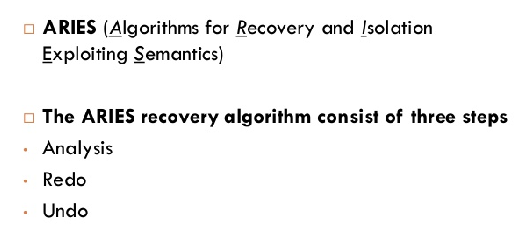 ARIES (Algorithms for Recovery and Isolation
Exploiting Semantics)
The ARIES recovery algorithm consist of three steps
Analysis
Redo
Undo